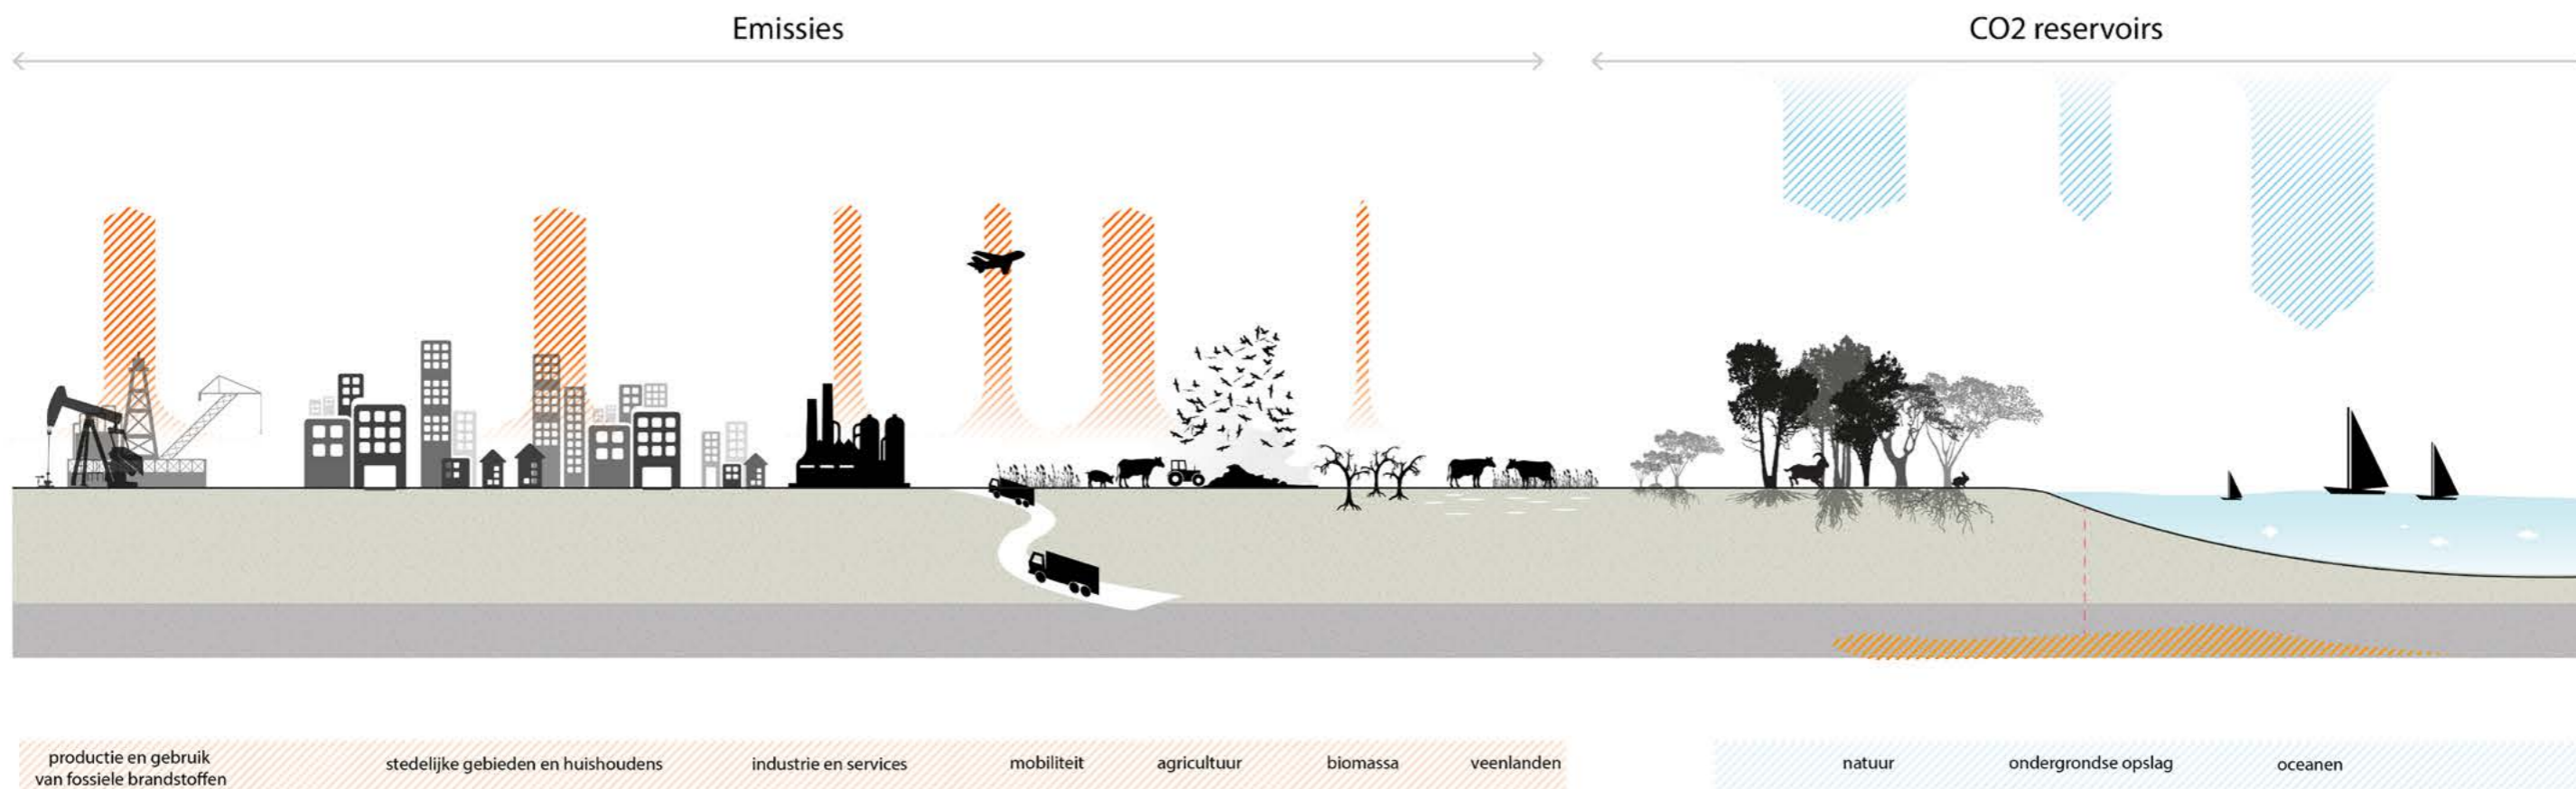 Emissies
CO2 reservoirs
productie en gebruik
van fossiele brandstoffen
stedelijke gebieden en huishoudens
industrie en services
mobiliteit
agricultuur
biomassa
veenlanden
natuur
ondergrondse opslag
oceanen